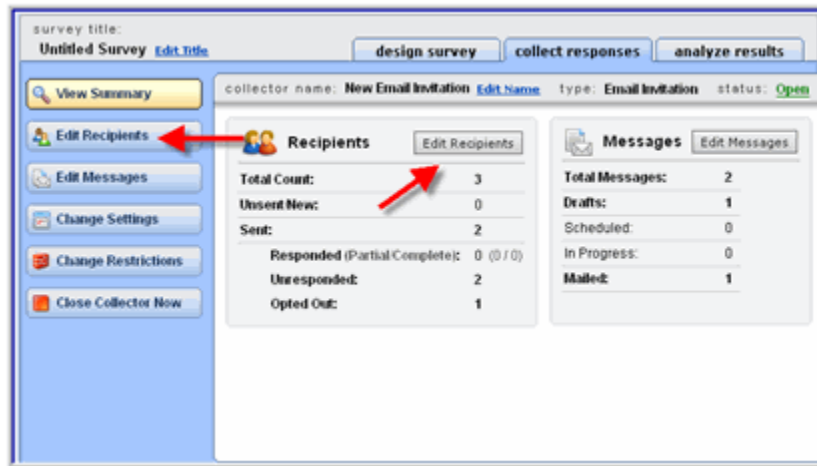 survey title:
Untitled Survey Edit Title
design survey
collect responses
analyze results
View Summary
Edit Recipients
Edit Messages
Change Settings
Change Restrictions
Close Collector Now
collector name: New Email Invitation Edit Name type: Email Invitation status: Open
Recipients Edit Recipients
Total Count: 3
Unsent New: 0
Sent: 2
Responded (Partial Complete): 0 (0 / 0)
Unresponded: 2
Opted Out: 1
Messages Edit Messages
Total Messages: 2
Drafts: 1
Scheduled: 0
In Progress: 0
Mailed: 1